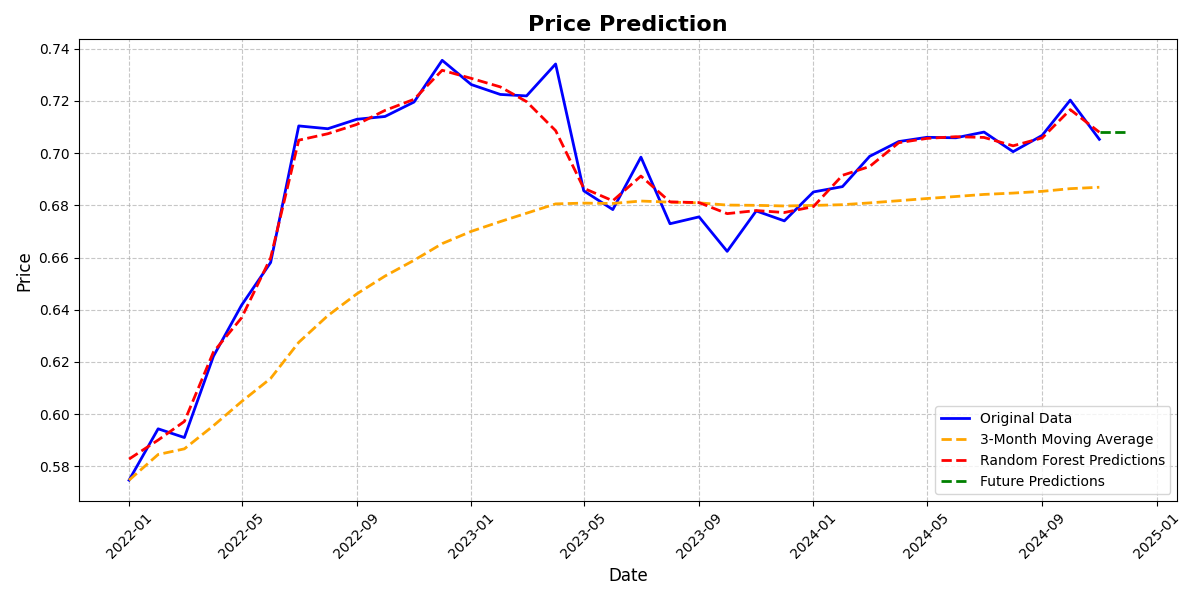 Price Prediction
Price
0.74
0.72
0.70
0.68
0.66
0.64
0.62
0.60
0.58
Original Data
3-Month Moving Average
Random Forest Predictions
Future Predictions
2022-01
2022-05
2022-09
2023-01
2023-05
2023-09
2024-01
2024-05
2024-09
2025-01
Date